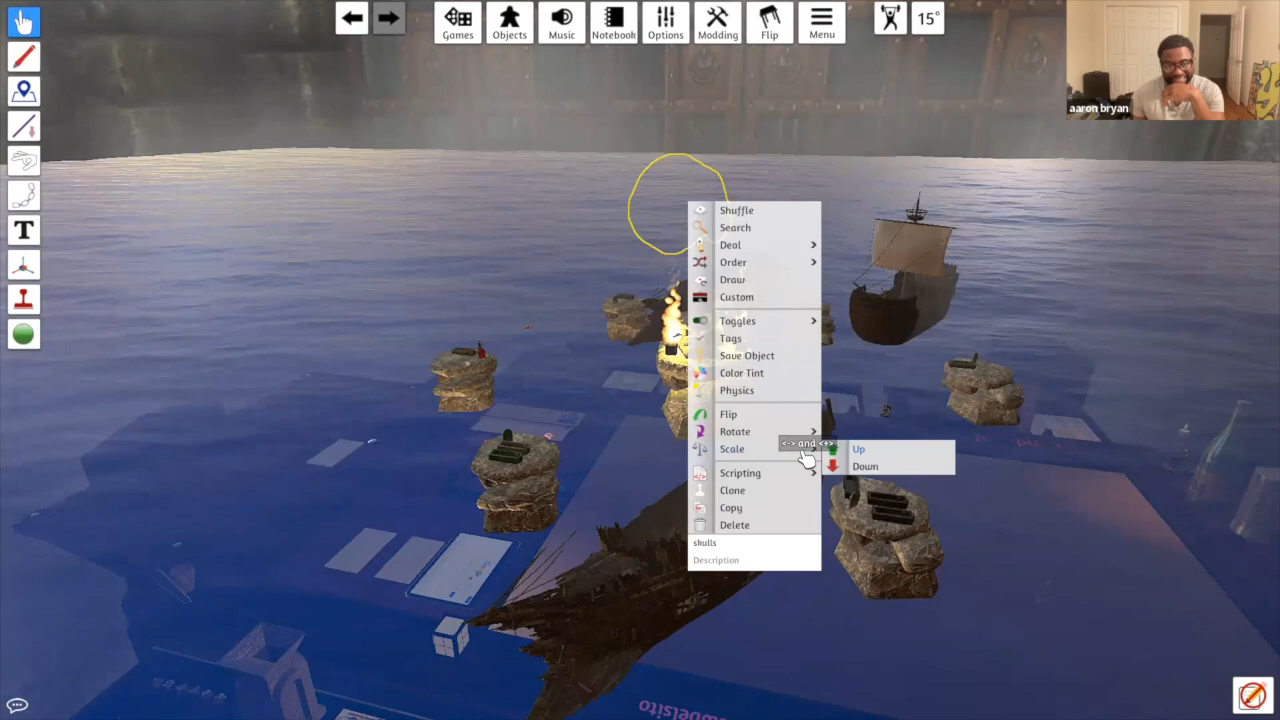 Games
Objects
Music
Notebook
Options
Modding
Flip
Menu
15°
aaron bryan
T
Shuffle
Search
Deal
Order
Draw
Custom
Toggles
Tags
Save Object
Color Tint
Physics
Flip
Rotate
<-> and <+>
Scale
Up
Down
Scripting
Clone
Copy
Delete
skulls
Description